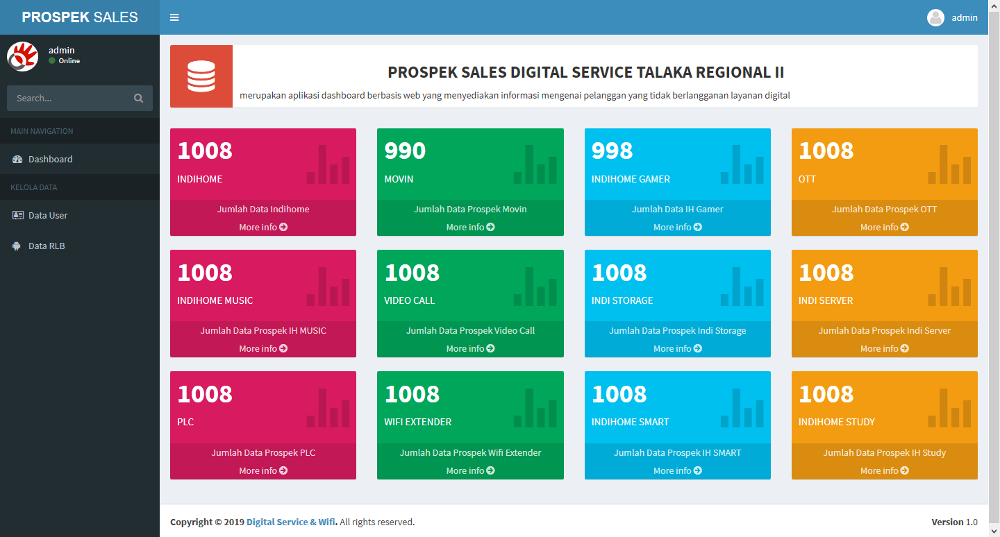 PROSPEK SALES
admin
admin
Online
Search...
MAIN NAVIGATION
Dashboard
KELOLA DATA
Data User
Data RLB
PROSPEK SALES DIGITAL SERVICE TALAKA REGIONAL II
merupakan aplikasi dashboard berbasis web yang menyediakan informasi mengenai pelanggan yang tidak berlangganan layanan digital
1008
INDIHOME
Jumlah Data Indihome
More info
990
MOVIN
Jumlah Data Prospek Movin
More info
998
INDIHOME GAMER
Jumlah Data IH Gamer
More info
1008
OTT
Jumlah Data Prospek OTT
More info
1008
INDIHOME MUSIC
Jumlah Data Prospek IH MUSIC
More info
1008
VIDEO CALL
Jumlah Data Prospek Video Call
More info
1008
INDI STORAGE
Jumlah Data Prospek Indi Storage
More info
1008
INDI SERVER
Jumlah Data Prospek Indi Server
More info
1008
PLC
Jumlah Data Prospek PLC
More info
1008
WIFI EXTENDER
Jumlah Data Prospek Wifi Extender
More info
1008
INDIHOME SMART
Jumlah Data Prospek IH SMART
More info
1008
INDIHOME STUDY
Jumlah Data Prospek IH Study
More info
Copyright © 2019 Digital Service & Wifi. All rights reserved.
Version 1.0